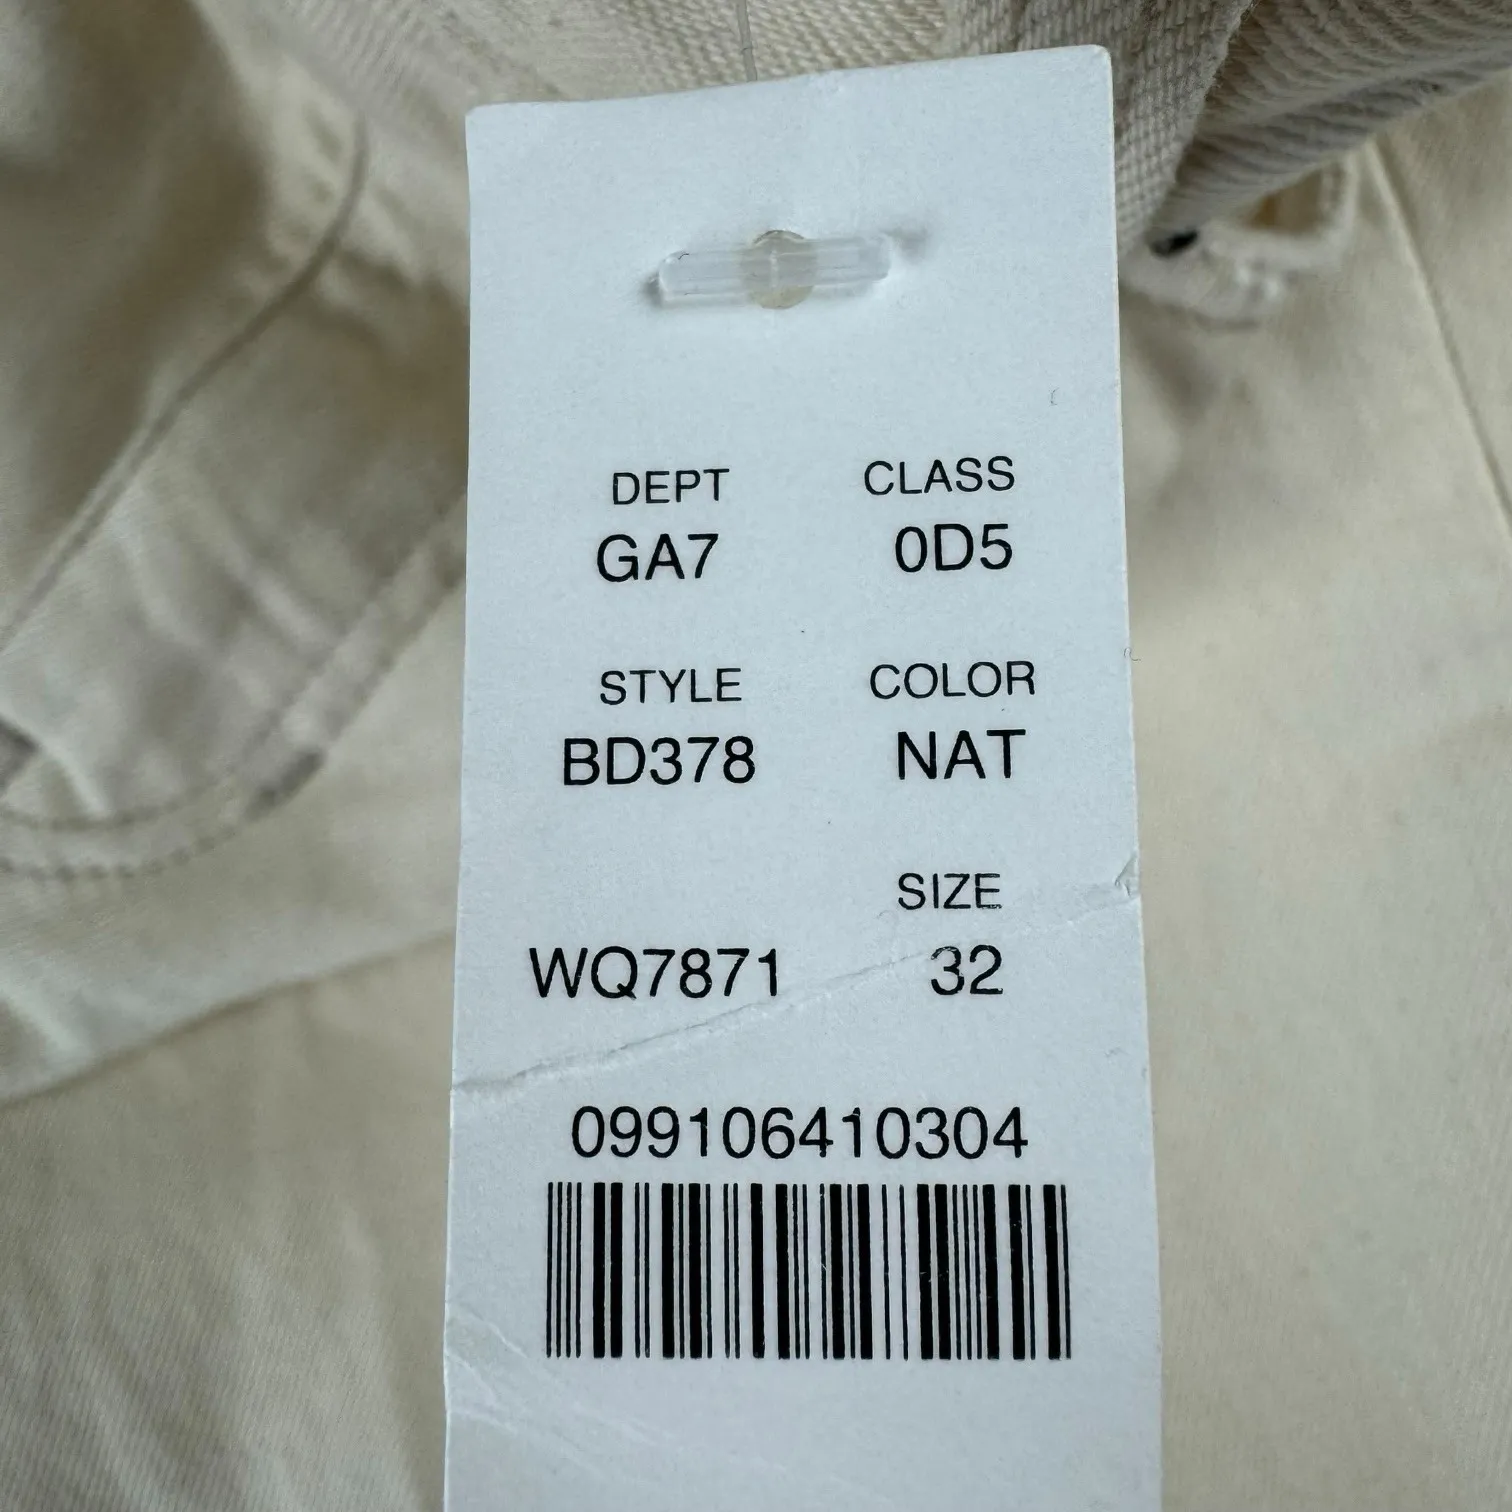 DEPT CLASS
GA7 0D5
STYLE COLOR
BD378 NAT
SIZE
WQ7871 32
099106410304